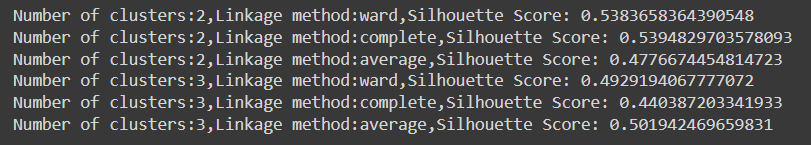 Number of clusters:2,Linkage method:ward,Silhouette Score: 0.5383658364390548
Number of clusters:2,Linkage method:complete,Silhouette Score: 0.5394829703578093
Number of clusters:2,Linkage method:average,Silhouette Score: 0.4776674454814723
Number of clusters:3,Linkage method:ward,Silhouette Score: 0.4929194067777072
Number of clusters:3,Linkage method:complete,Silhouette Score: 0.440387203341933
Number of clusters:3,Linkage method:average,Silhouette Score: 0.501942469659831